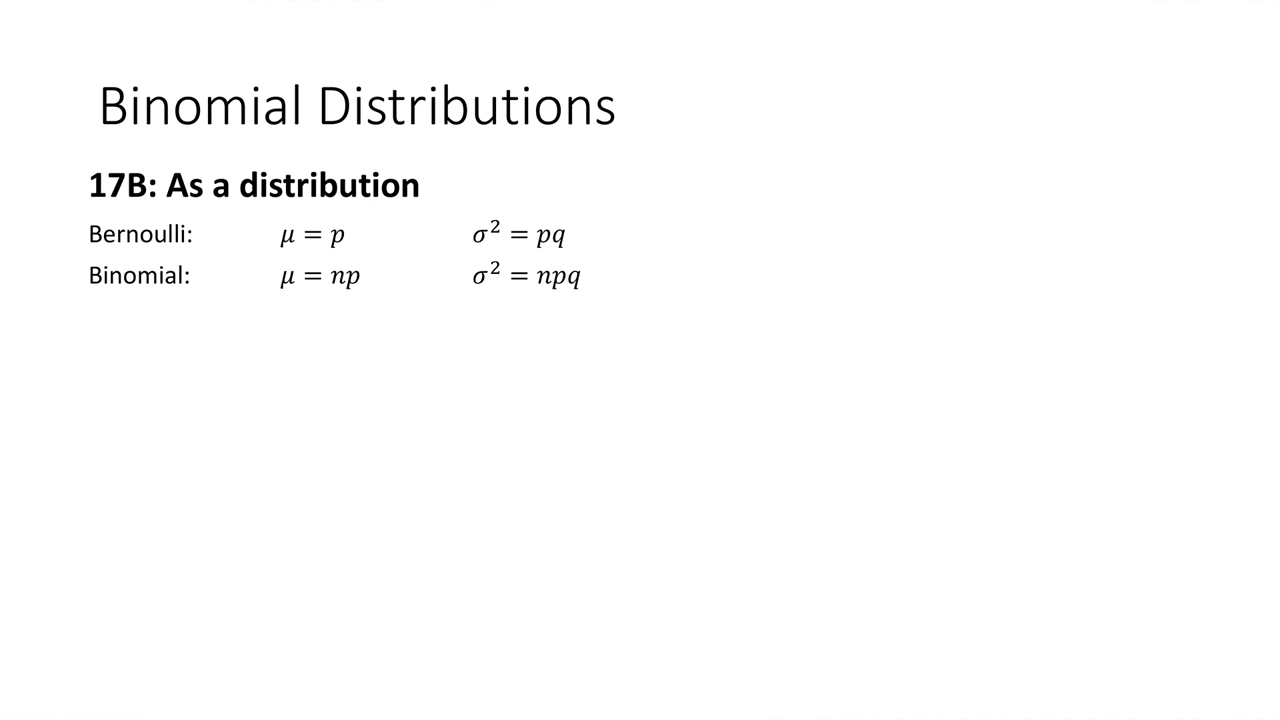 Binomial Distributions
17B: As a distribution
Bernoulli: μ = p σ² = pq
Binomial: μ = np σ² = npq